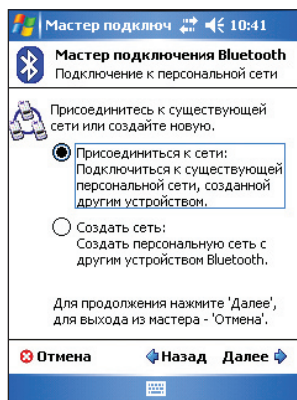 Мастер подключ 10:41
Мастер подключения Bluetooth
Подключение к персональной сети
Присоединитесь к существующей
сети или создайте новую.
Присоединиться к сети:
Подключиться к существующей
персональной сети, созданной
другим устройством.
Создать сеть:
Создать персональную сеть с
другим устройством Bluetooth.
Для продолжения нажмите 'Далее',
для выхода из мастера - 'Отмена'.
Отмена Назад Далее